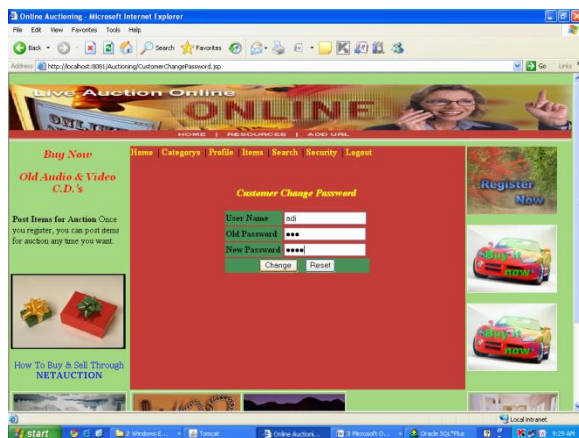 Online Auctioning - Microsoft Internet Explorer
File Edit View Favorites Tools Help
Back Search Favorites
Address http://localhost:8081/Auctioning/CustomerChangePassword.jsp Go Links
Live Auction Online
ONLINE
HOME | RESOURCES | ADD URL
Buy Now
Old Audio & Video
C.D.'s
Post Items for Auction Once
you register, you can post items
for auction any time you want.
How To Buy & Sell Through
NETAUCTION
Home | Categorys | Profile | Items | Search | Security | Logout
Customer Change Password
User Name adi
Old Password ●●●
New Password ●●●●
Change Reset
Register
Now
Buy it
now
Buy it
now
Local intranet
start 2 Windows E... Tomcat Online Auctioni... 3 Microsoft O... Oracle SQL*Plus 9:29 AM